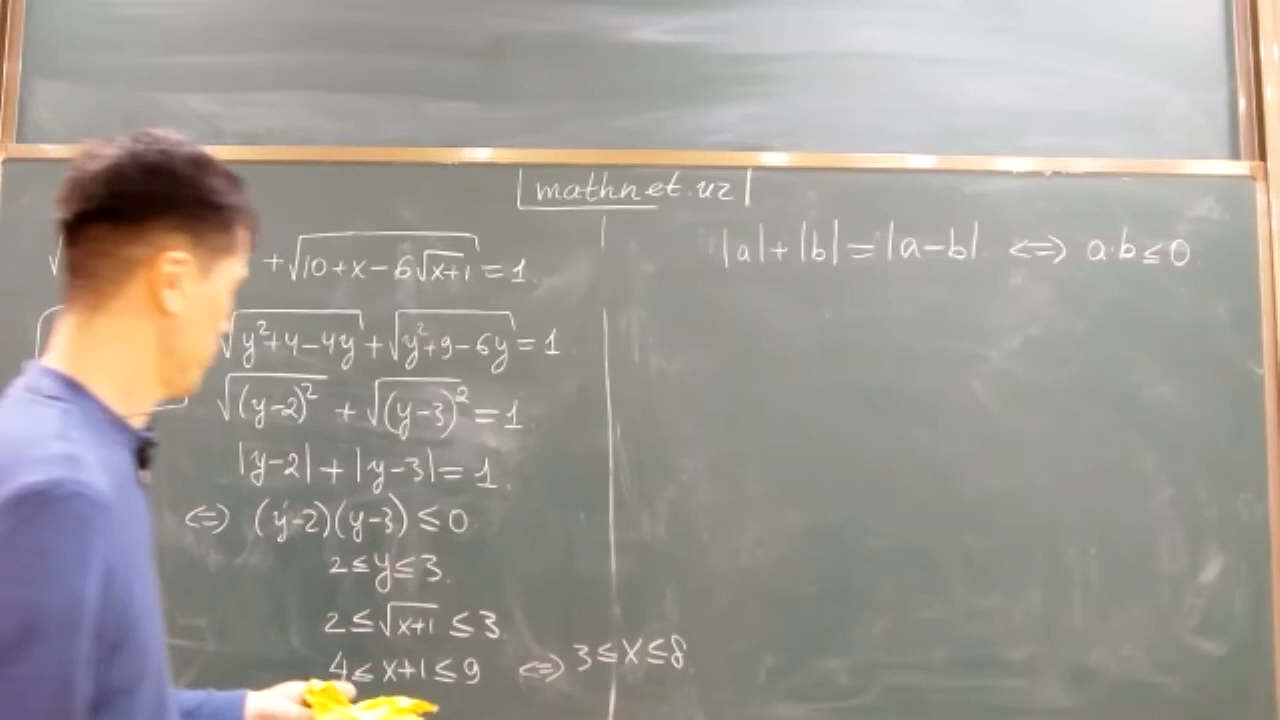 mathnet.uz
+√(10+x-6√(x+1)) = 1.
√(y²+4-4y) + √(y²+9-6y) = 1
√((y-2)²) + √((y-3)²) = 1
|y-2| + |y-3| = 1.
⇔ (y-2)(y-3) ≤ 0
2 ≤ y ≤ 3.
2 ≤ √(x+1) ≤ 3
4 ≤ x+1 ≤ 9 ⇔ 3 ≤ x ≤ 8
|a|+|b| = |a-b| ⇔ a·b ≤ 0